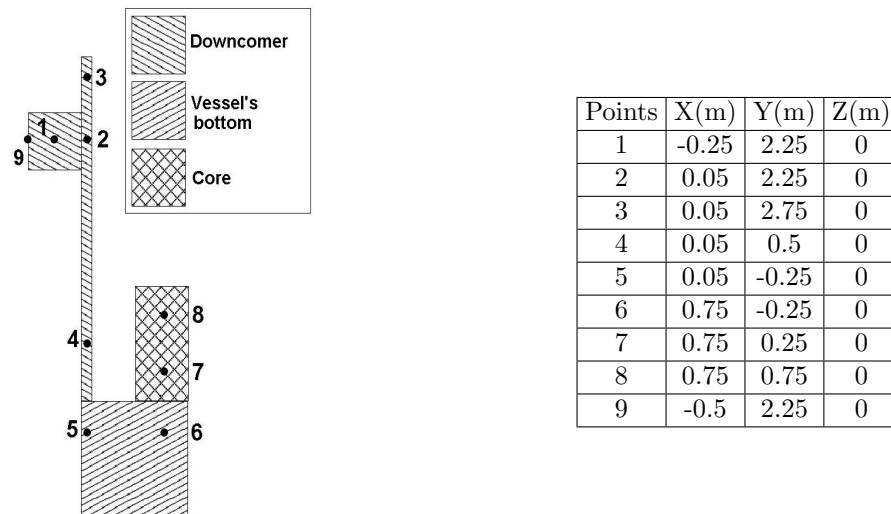 Downcomer
Vessel's
bottom
Core
3
1
2
9
4
8
7
5
6
Points X(m) Y(m) Z(m)
1 -0.25 2.25 0
2 0.05 2.25 0
3 0.05 2.75 0
4 0.05 0.5 0
5 0.05 -0.25 0
6 0.75 -0.25 0
7 0.75 0.25 0
8 0.75 0.75 0
9 -0.5 2.25 0